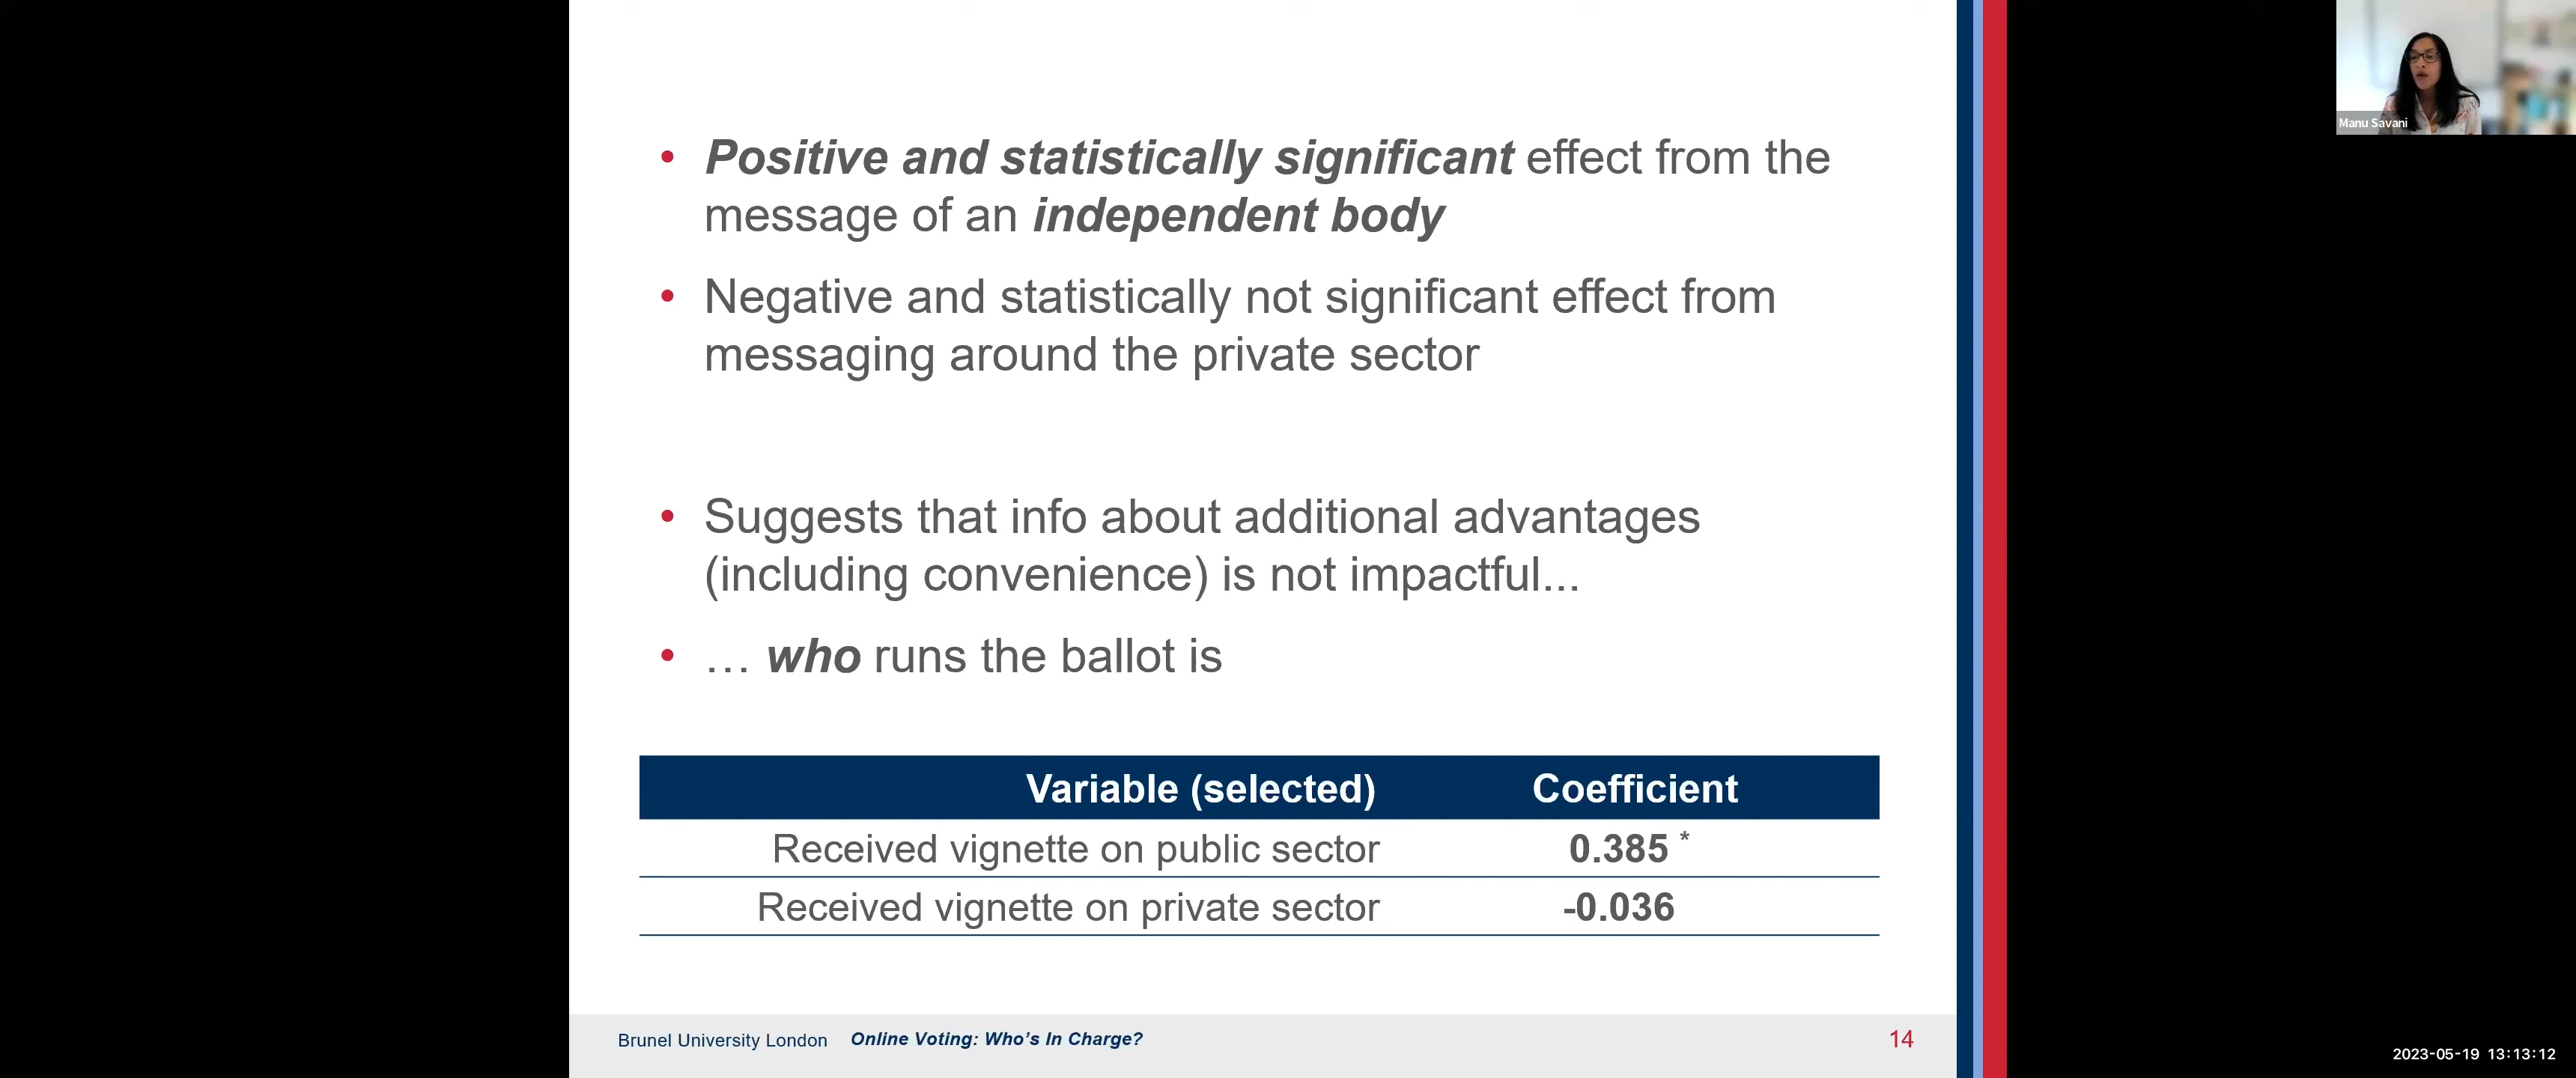 Manu Savani
• Positive and statistically significant effect from the
message of an independent body
• Negative and statistically not significant effect from
messaging around the private sector
• Suggests that info about additional advantages
(including convenience) is not impactful...
• … who runs the ballot is
Variable (selected) Coefficient
Received vignette on public sector 0.385 *
Received vignette on private sector -0.036
Brunel University London Online Voting: Who’s In Charge? 14
2023-05-19 13:13:12